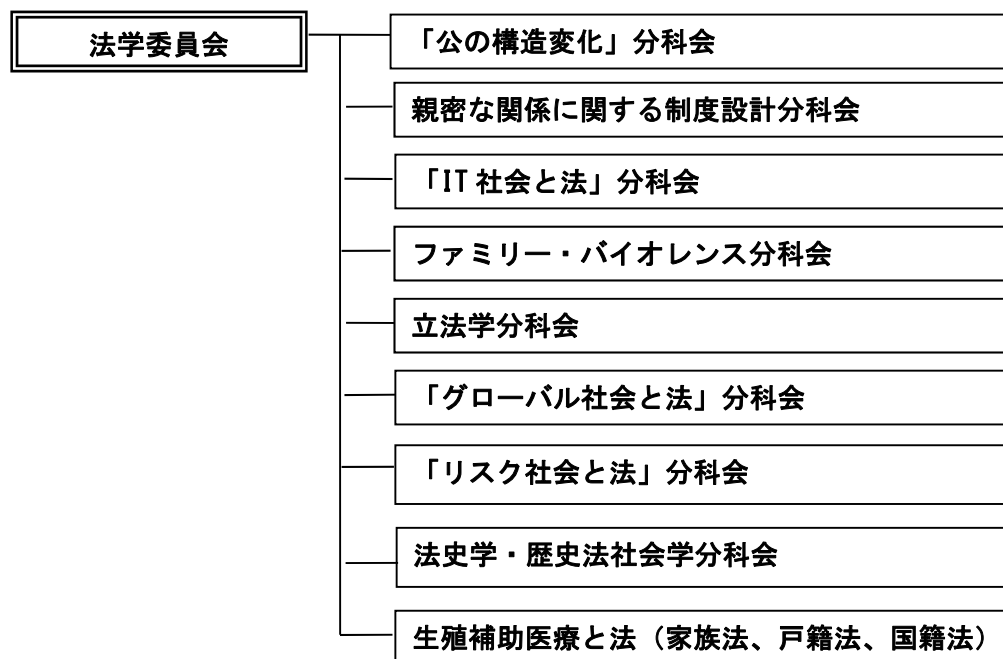 法学委員会
「公の構造変化」分科会
親密な関係に関する制度設計分科会
「IT 社会と法」分科会
ファミリー・バイオレンス分科会
立法学分科会
「グローバル社会と法」分科会
「リスク社会と法」分科会
法史学・歴史法社会学分科会
生殖補助医療と法（家族法、戸籍法、国籍法）